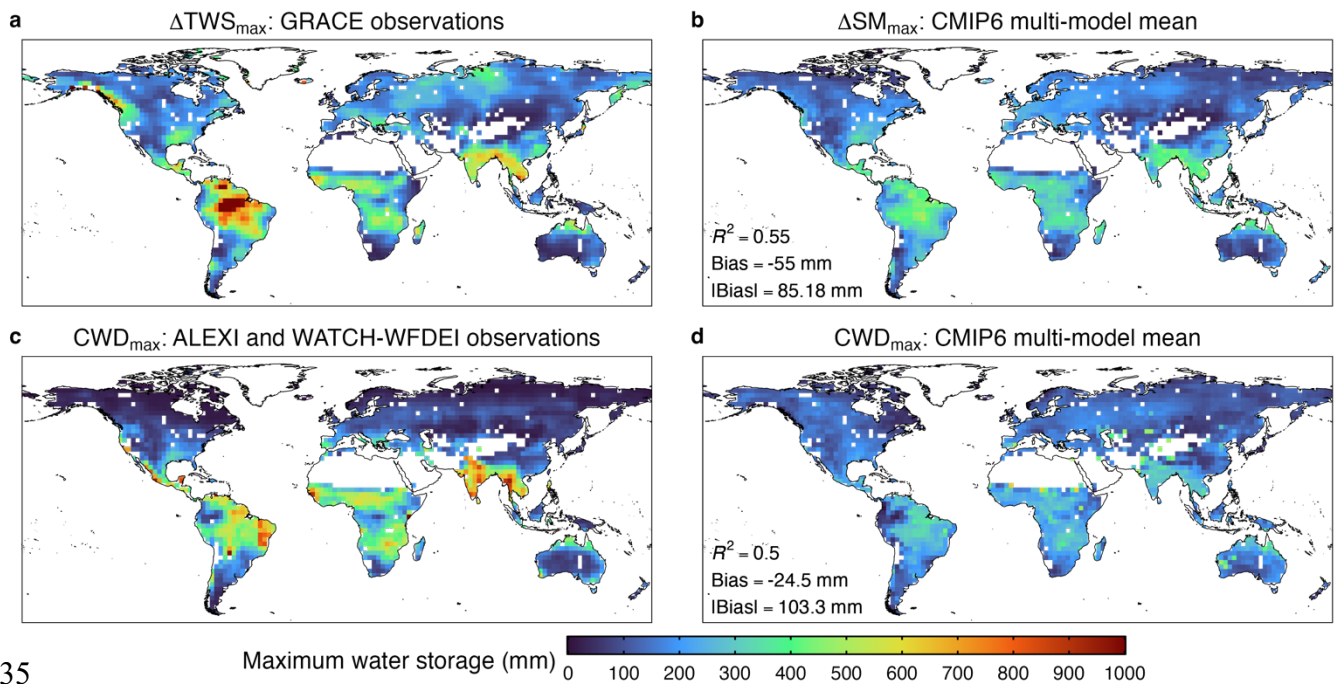 a ΔTWSmax: GRACE observations
b ΔSMmax: CMIP6 multi-model mean
R² = 0.55
Bias = -55 mm
|Bias| = 85.18 mm
c CWDmax: ALEXI and WATCH-WFDEI observations
d CWDmax: CMIP6 multi-model mean
R² = 0.5
Bias = -24.5 mm
|Bias| = 103.3 mm
35
Maximum water storage (mm)
0 100 200 300 400 500 600 700 800 900 1000